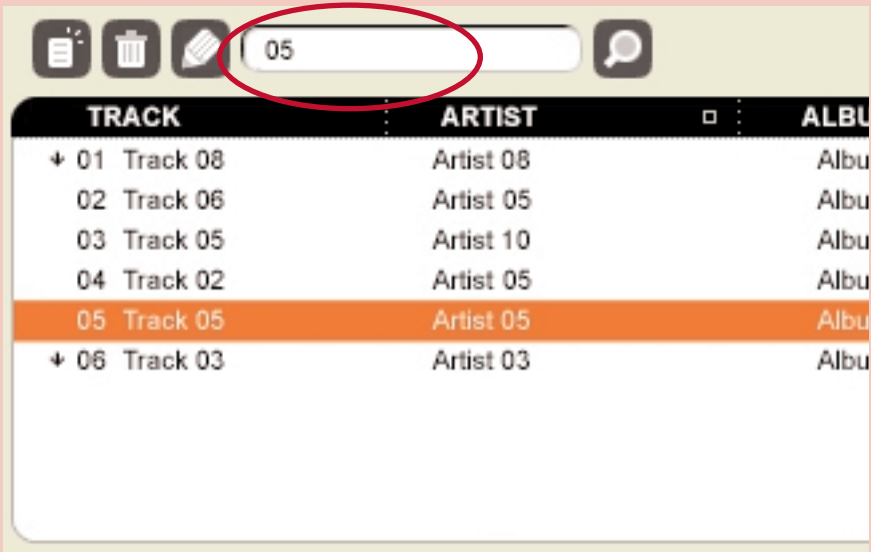 05
TRACK ARTIST ALBU
01 Track 08 Artist 08 Albu
02 Track 06 Artist 05 Albu
03 Track 05 Artist 10 Albu
04 Track 02 Artist 05 Albu
05 Track 05 Artist 05 Albu
06 Track 03 Artist 03 Albu